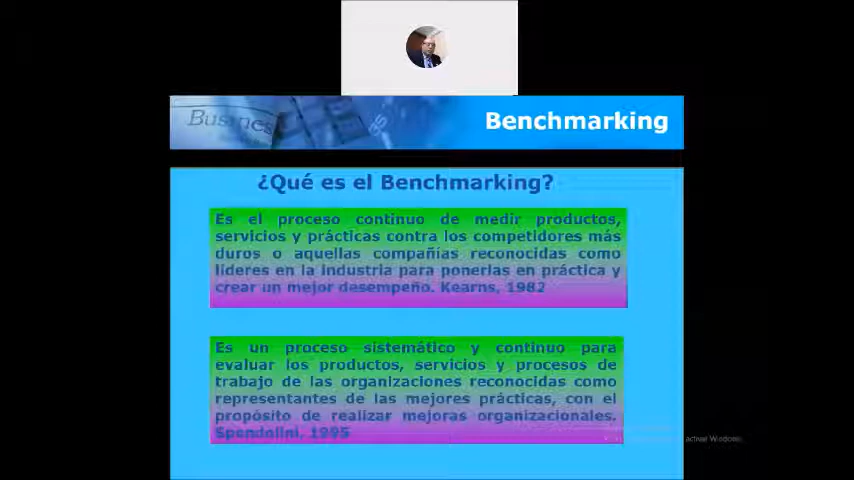 Busines
Benchmarking
¿Qué es el Benchmarking?
Es el proceso continuo de medir productos,
servicios y prácticas contra los competidores más
duros o aquellas compañías reconocidas como
líderes en la industria para ponerlas en práctica y
crear un mejor desempeño. Kearns, 1982
Es un proceso sistemático y continuo para
evaluar los productos, servicios y procesos de
trabajo de las organizaciones reconocidas como
representantes de las mejores prácticas, con el
propósito de realizar mejoras organizacionales.
Spendolini, 1995
activar Windows.